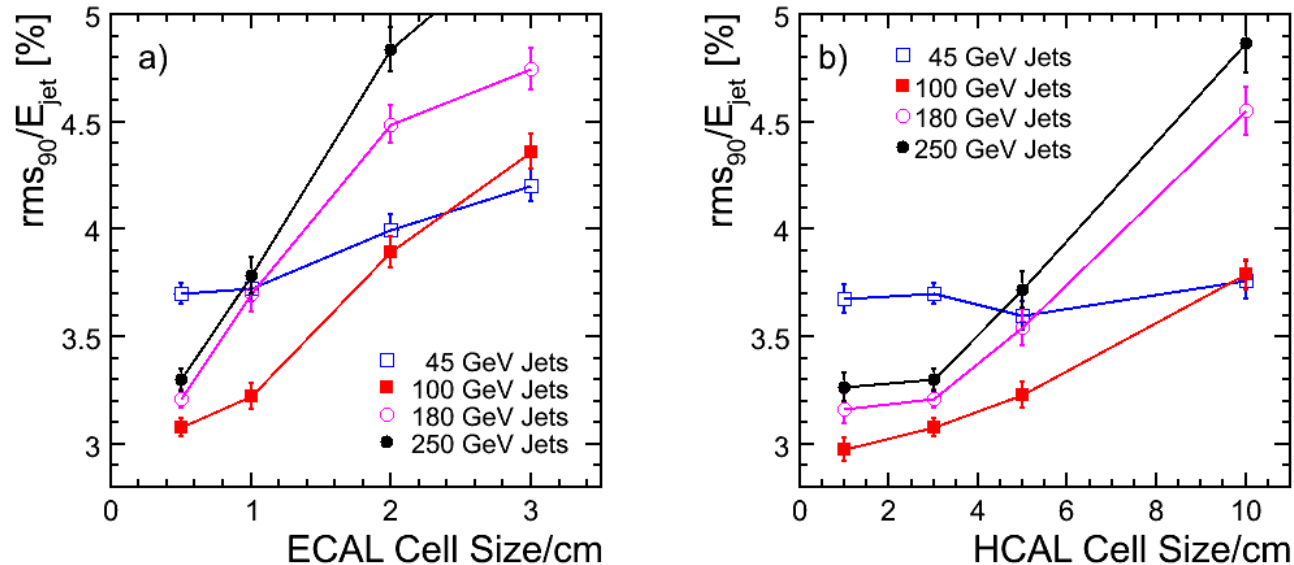 rms90/Ejet [%]
a)
5
4.5
4
3.5
3
45 GeV Jets
100 GeV Jets
180 GeV Jets
250 GeV Jets
0 1 2 3
ECAL Cell Size/cm
rms90/Ejet [%]
b)
5
4.5
4
3.5
3
45 GeV Jets
100 GeV Jets
180 GeV Jets
250 GeV Jets
0 2 4 6 8 10
HCAL Cell Size/cm